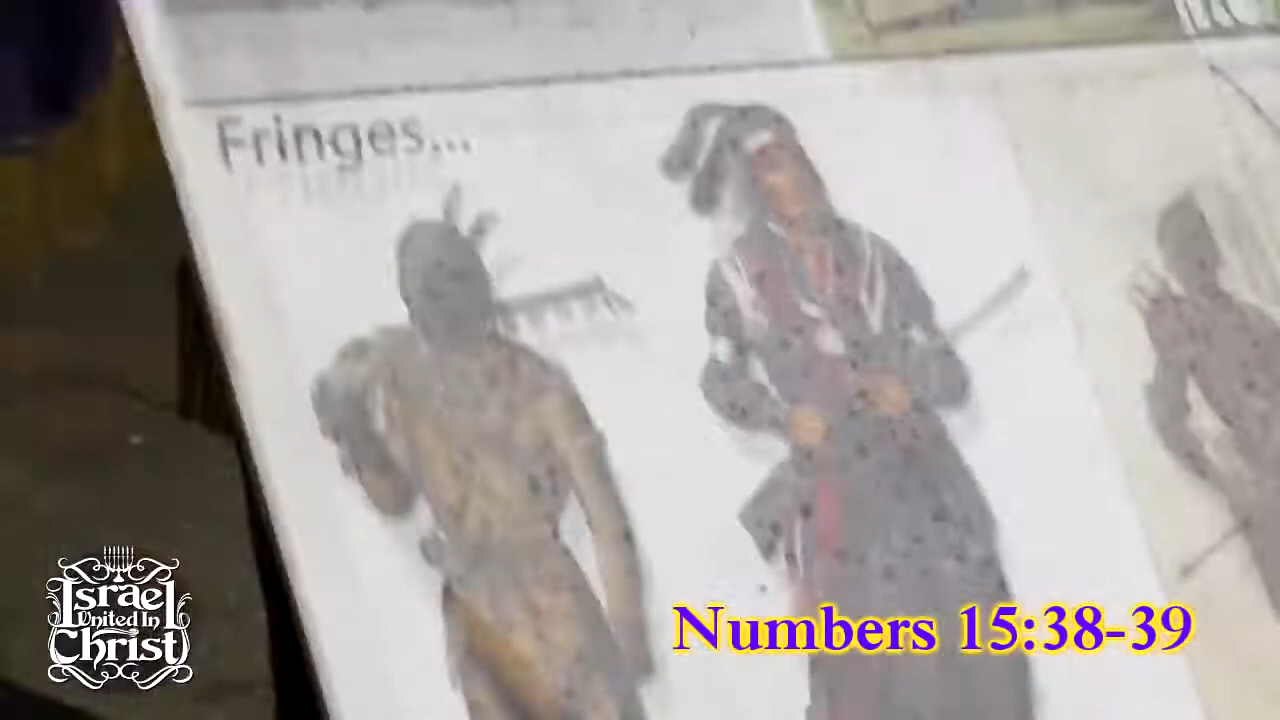 Fringes...
Israel
United In
Christ
Numbers 15:38-39